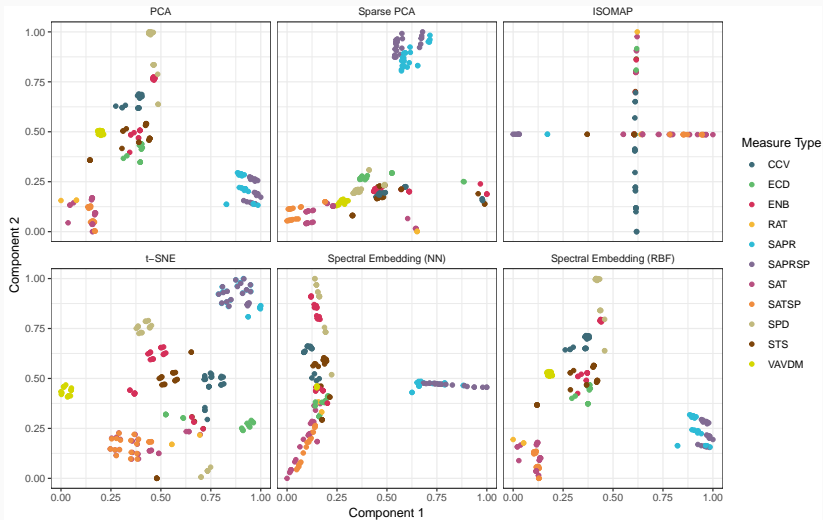 PCA
Sparse PCA
ISOMAP
1.00
0.75
0.50
0.25
0.00
t−SNE
Spectral Embedding (NN)
Spectral Embedding (RBF)
1.00
0.75
0.50
0.25
0.00
0.00 0.25 0.50 0.75 1.00
0.00 0.25 0.50 0.75 1.00
0.00 0.25 0.50 0.75 1.00
Component 1
Component 2
Measure Type
CCV
ECD
ENB
RAT
SAPR
SAPRSP
SAT
SATSP
SPD
STS
VAVDM